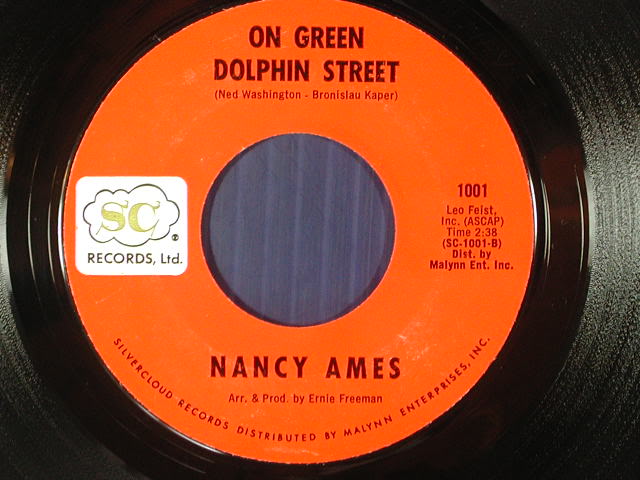 ON GREEN
DOLPHIN STREET
(Ned Washington - Bronislau Kaper)
SC
RECORDS, Ltd.
1001
Leo Feist,
Inc. (ASCAP)
Time 2:38
(SC-1001-B)
Dist. by
Malynn Ent. Inc.
NANCY AMES
Arr. & Prod. by Ernie Freeman
SILVERCLOUD RECORDS DISTRIBUTED BY MALYNN ENTERPRISES, INC.